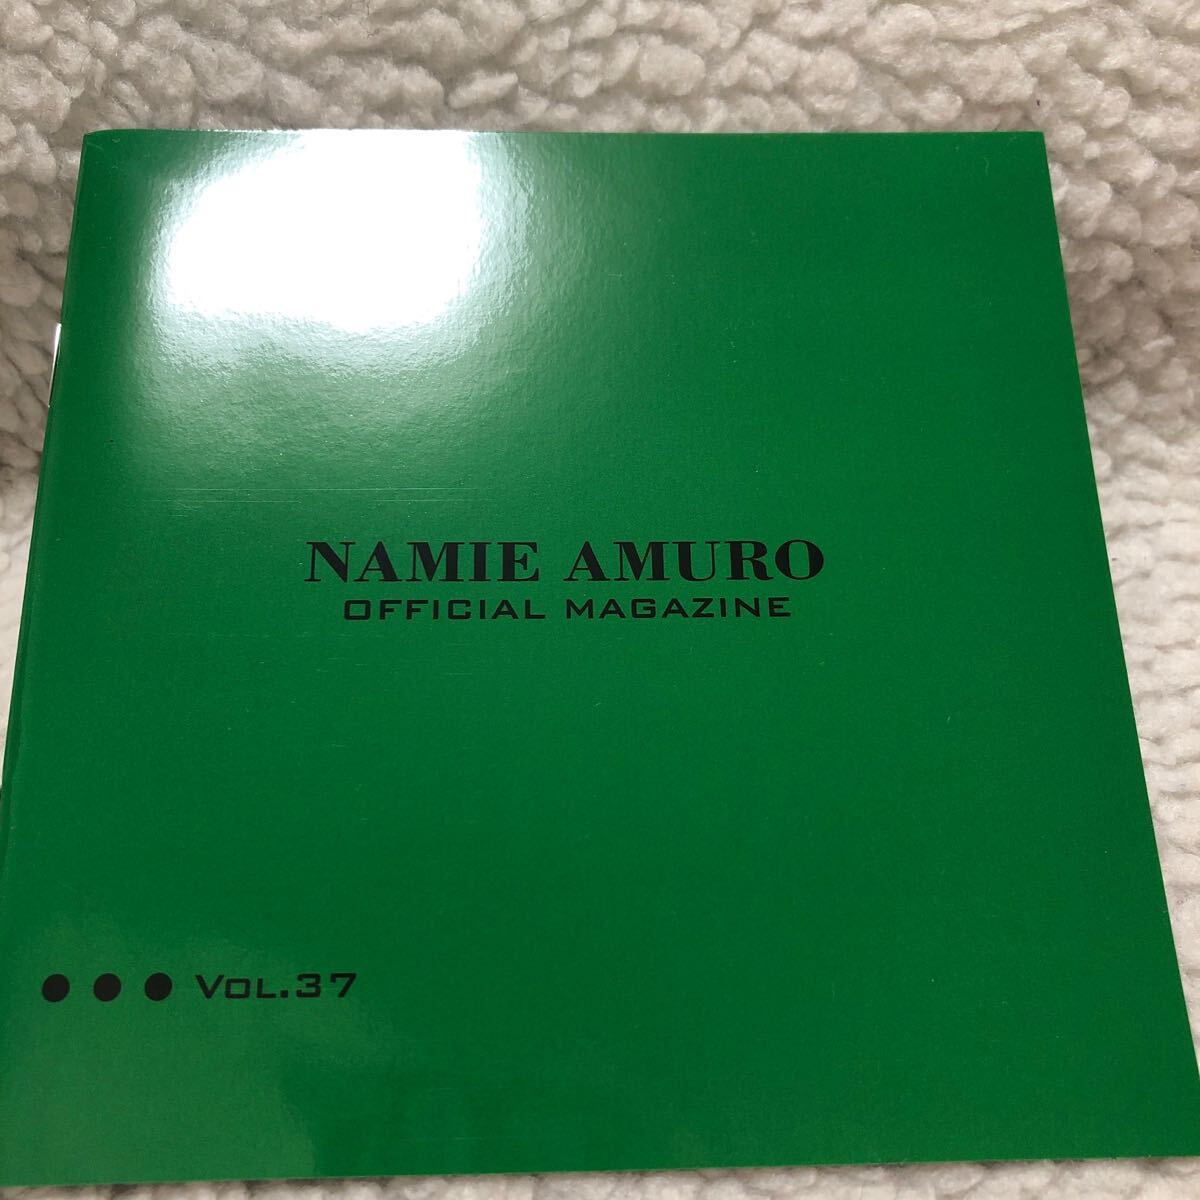 NAMIE AMURO
OFFICIAL MAGAZINE
●●● VOL.37